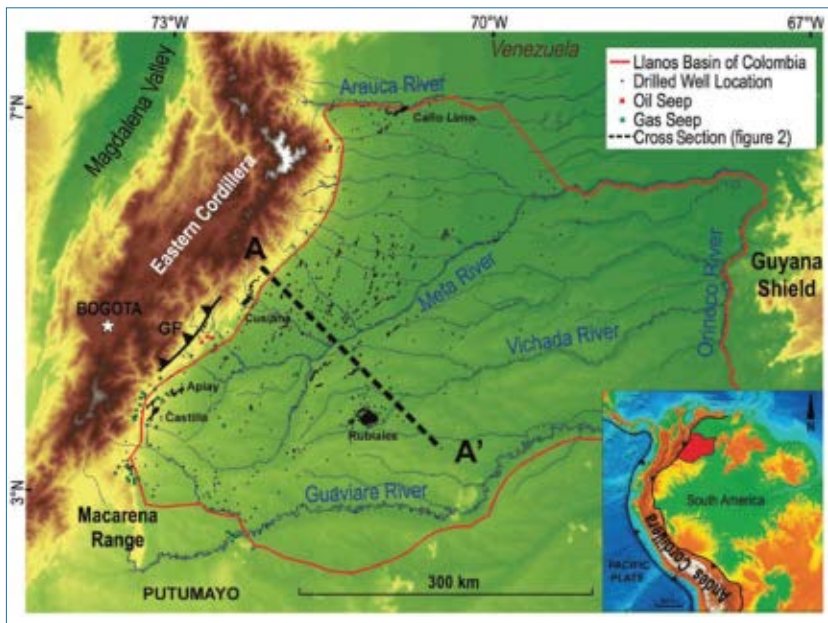 73°W
70°W
67°W
Venezuela
Llanos Basin of Colombia
Drilled Well Location
Oil Seep
Gas Seep
Cross Section (figure 2)
Arauca River
7°N
Caño Limo
Magdalena Valley
Eastern Cordillera
A
Meta River
Orinoco River
Guyana
Shield
BOGOTA
GF
Cusiana
Vichada River
Apiay
Castilla
Rubiales
A'
3°N
Guaviare River
Macarena
Range
South America
PACIFIC
PLATE
Andes Cordillera
PUTUMAYO
300 km